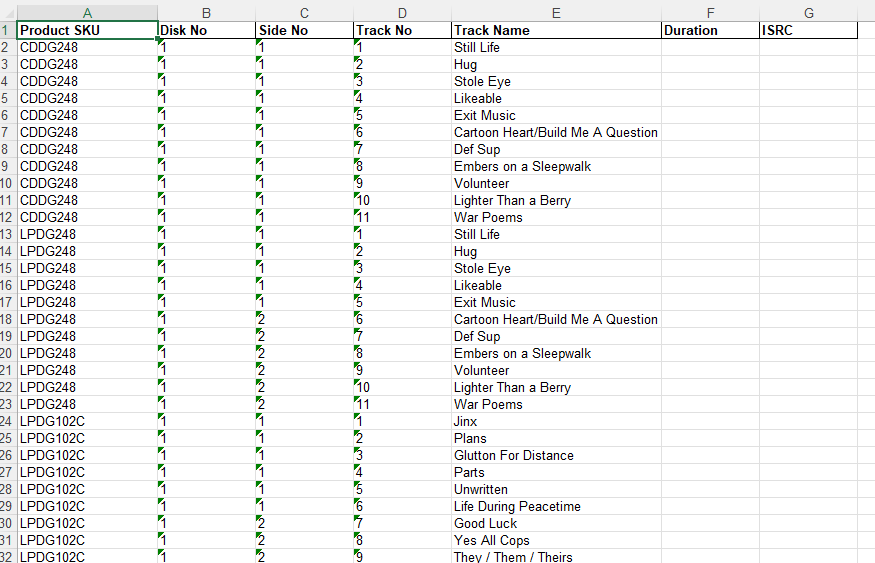 A B C D E F G
1 Product SKU Disk No Side No Track No Track Name Duration ISRC
2 CDDG248 1 1 1 Still Life
3 CDDG248 1 1 2 Hug
4 CDDG248 1 1 3 Stole Eye
5 CDDG248 1 1 4 Likeable
6 CDDG248 1 1 5 Exit Music
7 CDDG248 1 1 6 Cartoon Heart/Build Me A Question
8 CDDG248 1 1 7 Def Sup
9 CDDG248 1 1 8 Embers on a Sleepwalk
10 CDDG248 1 1 9 Volunteer
11 CDDG248 1 1 10 Lighter Than a Berry
12 CDDG248 1 1 11 War Poems
13 LPDG248 1 1 1 Still Life
14 LPDG248 1 1 2 Hug
15 LPDG248 1 1 3 Stole Eye
16 LPDG248 1 1 4 Likeable
17 LPDG248 1 1 5 Exit Music
18 LPDG248 1 2 6 Cartoon Heart/Build Me A Question
19 LPDG248 1 2 7 Def Sup
20 LPDG248 1 2 8 Embers on a Sleepwalk
21 LPDG248 1 2 9 Volunteer
22 LPDG248 1 2 10 Lighter Than a Berry
23 LPDG248 1 2 11 War Poems
24 LPDG102C 1 1 1 Jinx
25 LPDG102C 1 1 2 Plans
26 LPDG102C 1 1 3 Glutton For Distance
27 LPDG102C 1 1 4 Parts
28 LPDG102C 1 1 5 Unwritten
29 LPDG102C 1 1 6 Life During Peacetime
30 LPDG102C 1 2 7 Good Luck
31 LPDG102C 1 2 8 Yes All Cops
32 LPDG102C 1 2 9 They / Them / Theirs